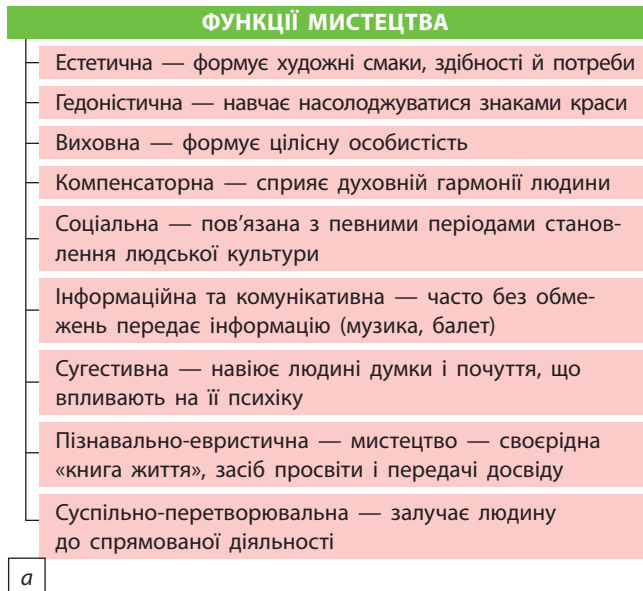 ФУНКЦІЇ МИСТЕЦТВА
Естетична — формує художні смаки, здібності й потреби
Гедоністична — навчає насолоджуватися знаками краси
Виховна — формує цілісну особистість
Компенсаторна — сприяє духовній гармонії людини
Соціальна — пов’язана з певними періодами станов-
лення людської культури
Інформаційна та комунікативна — часто без обме-
жень передає інформацію (музика, балет)
Сугестивна — навіює людині думки і почуття, що
впливають на її психіку
Пізнавально-евристична — мистецтво — своєрідна
«книга життя», засіб просвіти і передачі досвіду
Суспільно-перетворювальна — залучає людину
до спрямованої діяльності
а